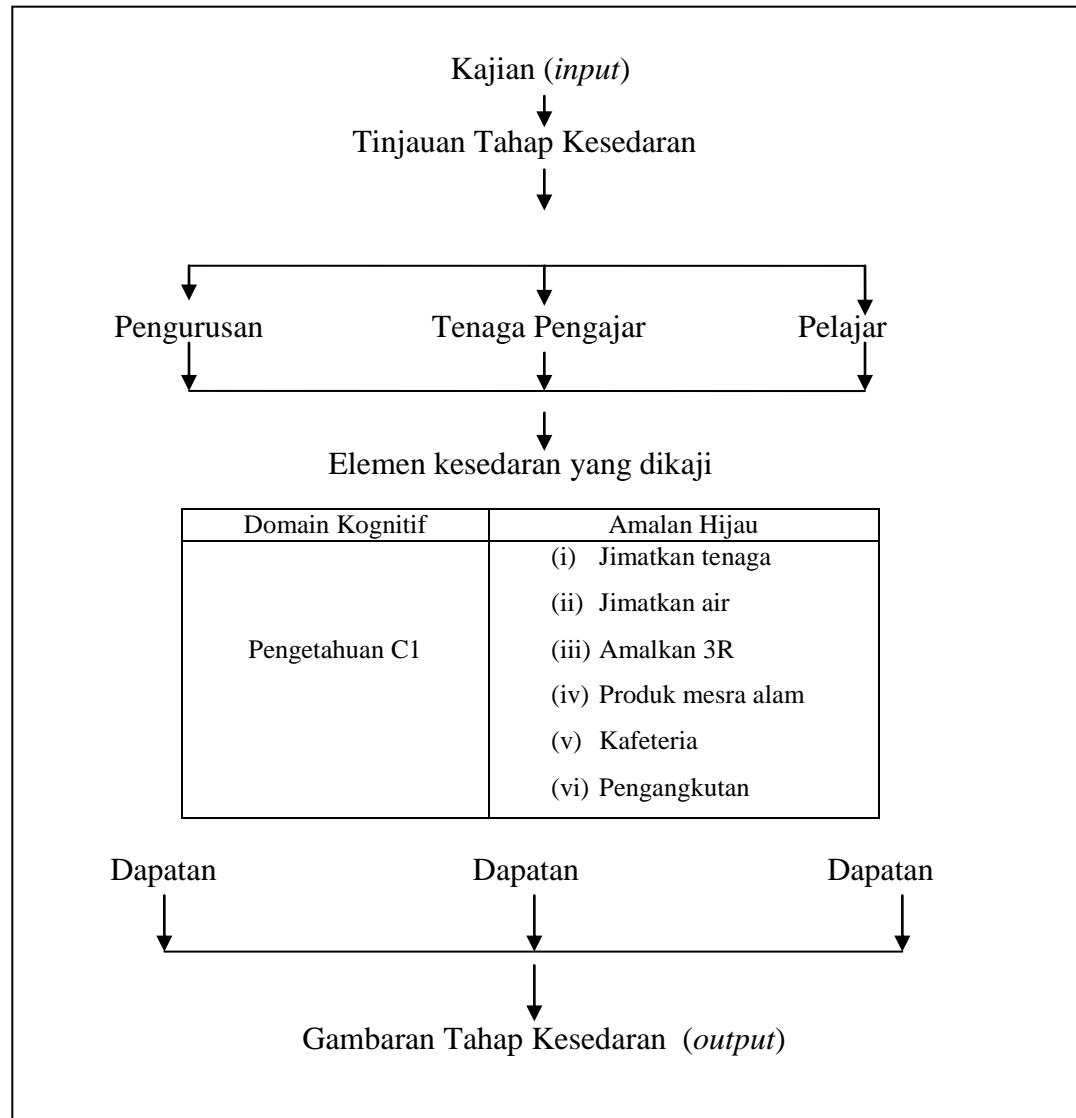 Kajian (input)
Tinjauan Tahap Kesedaran
Pengurusan Tenaga Pengajar Pelajar
Elemen kesedaran yang dikaji
Domain Kognitif Amalan Hijau
Pengetahuan C1
(i) Jimatkan tenaga
(ii) Jimatkan air
(iii) Amalkan 3R
(iv) Produk mesra alam
(v) Kafeteria
(vi) Pengangkutan
Dapatan Dapatan Dapatan
Gambaran Tahap Kesedaran (output)